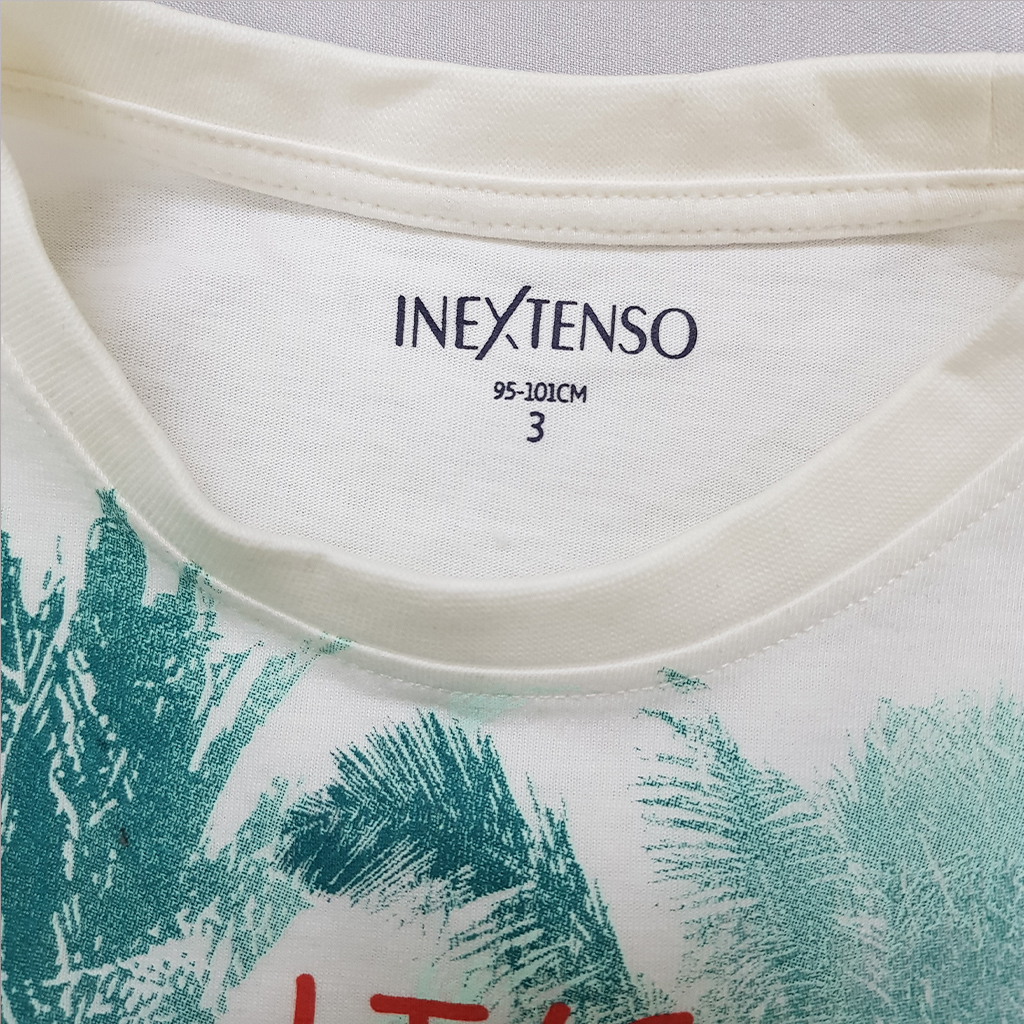 INEXTENSO
95-101CM
3